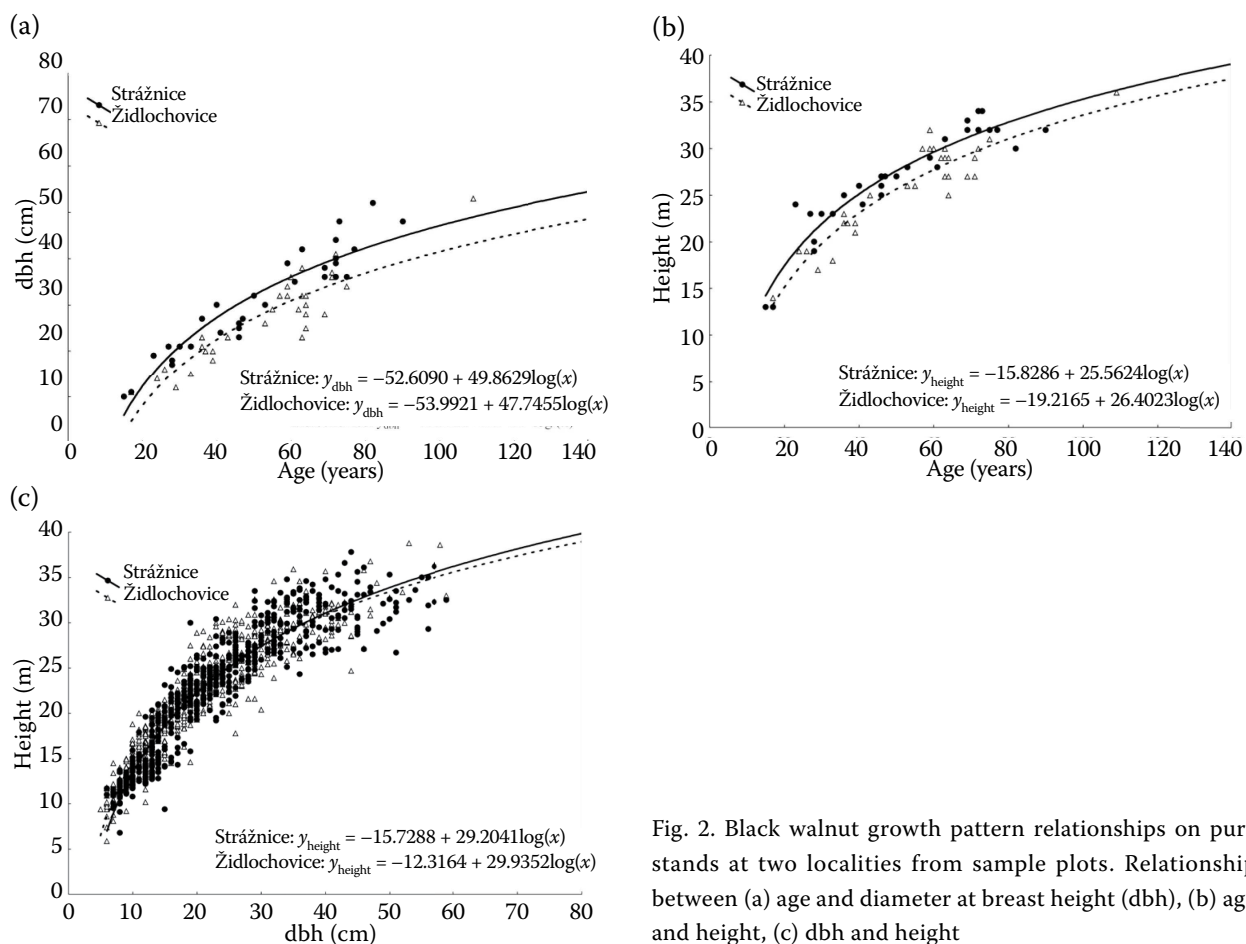 (a)
80
70
60
50
40
30
20
10
0
dbh (cm)
Strážnice
Židlochovice
Strážnice: y_dbh = −52.6090 + 49.8629log(x)
Židlochovice: y_dbh = −53.9921 + 47.7455log(x)
20 40 60 80 100 120 140
Age (years)
(b)
40
35
30
25
20
15
10
5
0
Height (m)
Strážnice
Židlochovice
Strážnice: y_height = −15.8286 + 25.5624log(x)
Židlochovice: y_height = −19.2165 + 26.4023log(x)
0 20 40 60 80 100 120 140
Age (years)
(c)
40
35
30
25
20
15
10
5
0
Height (m)
Strážnice
Židlochovice
Strážnice: y_height = −15.7288 + 29.2041log(x)
Židlochovice: y_height = −12.3164 + 29.9352log(x)
0 10 20 30 40 50 60 70 80
dbh (cm)
Fig. 2. Black walnut growth pattern relationships on pur
stands at two localities from sample plots. Relationship
between (a) age and diameter at breast height (dbh), (b) ag
and height, (c) dbh and height